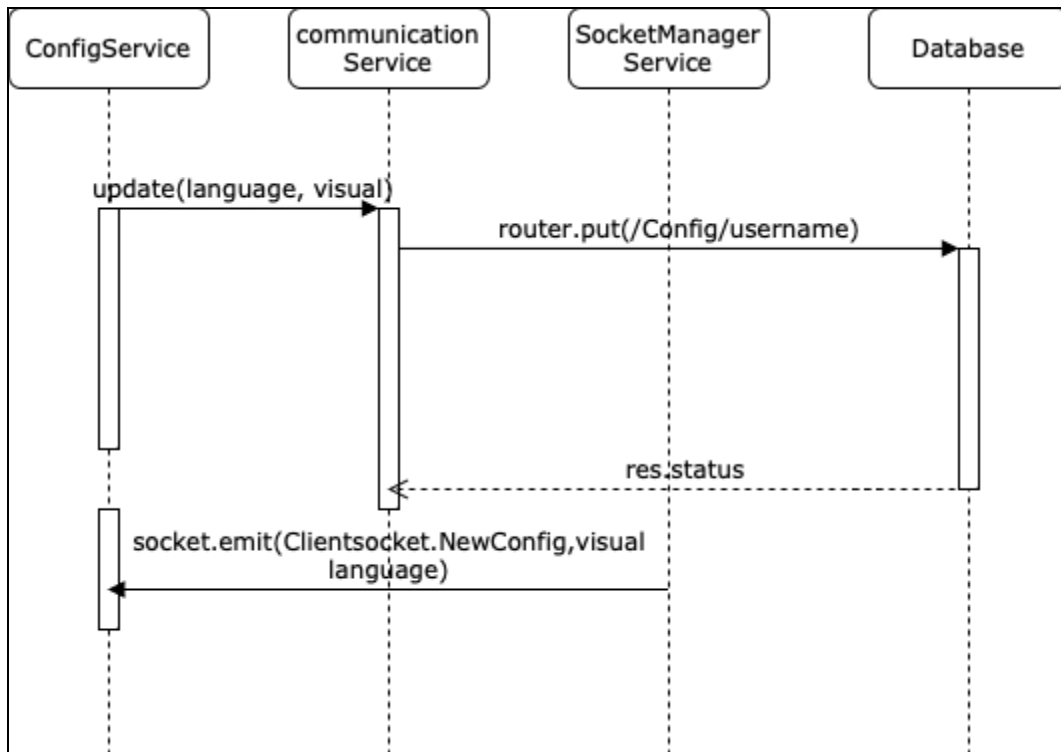 ConfigService
communication
Service
SocketManager
Service
Database
update(language, visual)
router.put(/Config/username)
res.status
socket.emit(Clientsocket.NewConfig,visual
language)